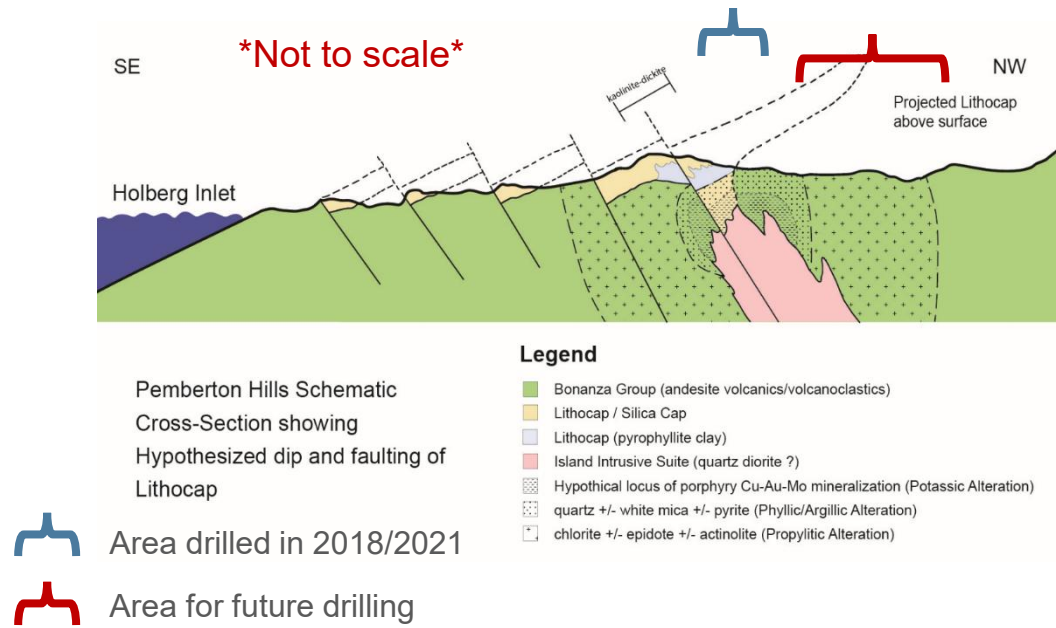 *Not to scale*
SE
NW
kaolinite-dickite
Projected Lithocap
above surface
Holberg Inlet
Pemberton Hills Schematic
Cross-Section showing
Hypothesized dip and faulting of
Lithocap
Legend
Bonanza Group (andesite volcanics/volcanoclastics)
Lithocap / Silica Cap
Lithocap (pyrophyllite clay)
Island Intrusive Suite (quartz diorite ?)
Hypothical locus of porphyry Cu-Au-Mo mineralization (Potassic Alteration)
quartz +/- white mica +/- pyrite (Phyllic/Argillic Alteration)
chlorite +/- epidote +/- actinolite (Propylitic Alteration)
Area drilled in 2018/2021
Area for future drilling